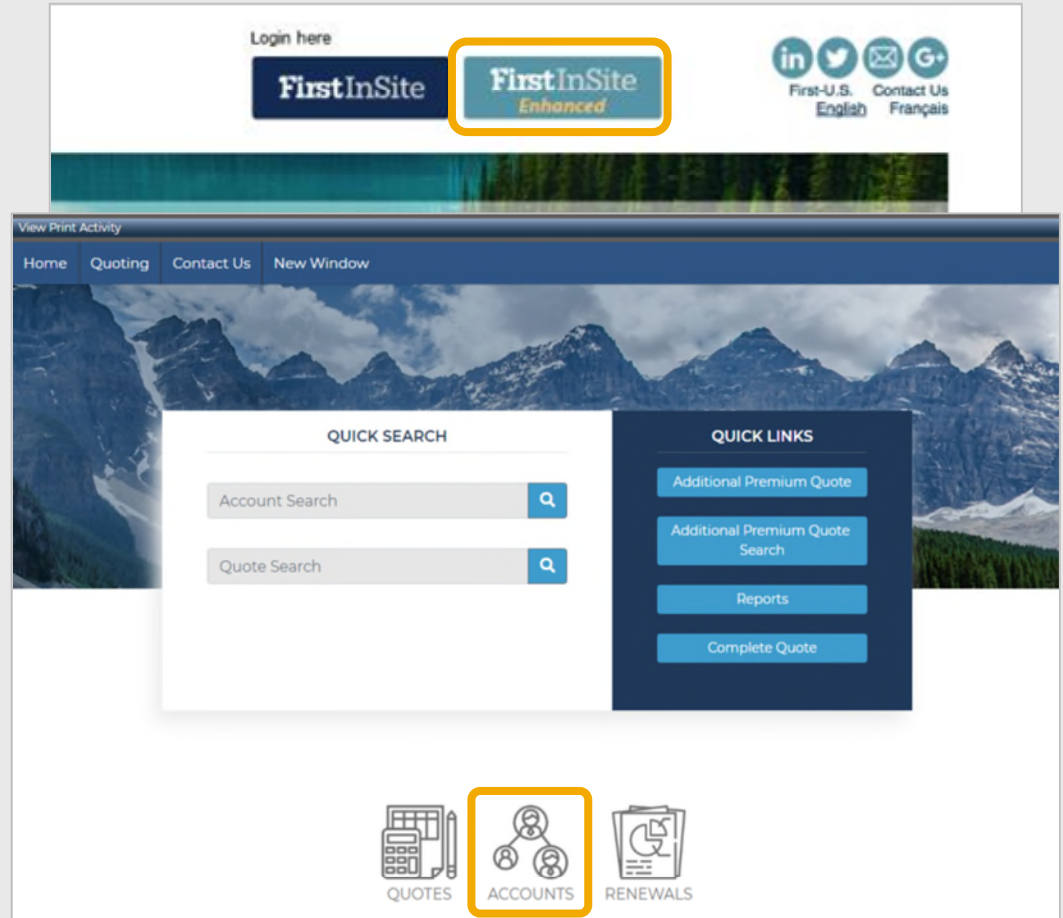 Login here
FirstInSite
FirstInSite
Enhanced
First-U.S. Contact Us
English Français
View Print Activity
Home Quoting Contact Us New Window
QUICK SEARCH
Account Search
Quote Search
QUICK LINKS
Additional Premium Quote
Additional Premium Quote
Search
Reports
Complete Quote
QUOTES ACCOUNTS RENEWALS